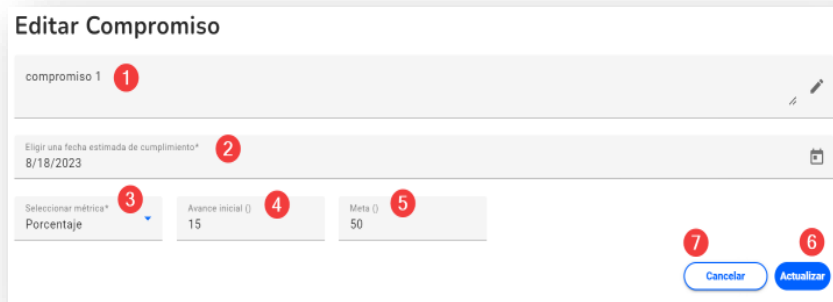 Editar Compromiso
compromiso 1 1
Eligir una fecha estimada de cumplimiento* 2
8/18/2023
Seleccionar métrica* 3 Avance inicial () 4 Meta () 5
Porcentaje 15 50
7 6
Cancelar Actualizar